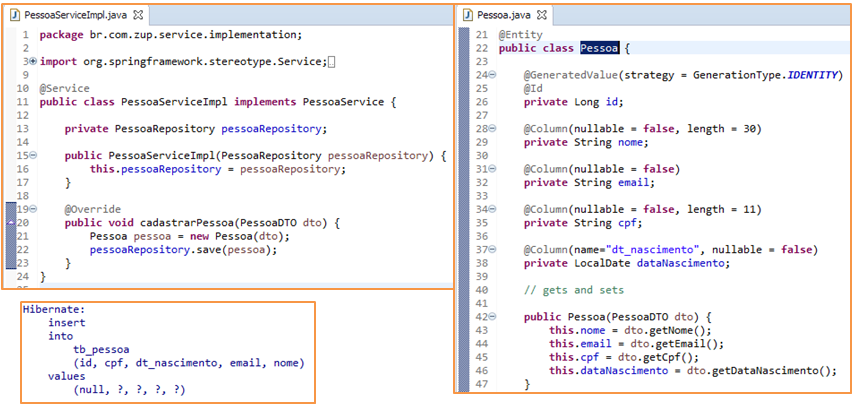 PessoaServiceImpl.java
1 package br.com.zup.service.implementation;
2
3 import org.springframework.stereotype.Service;
9
10 @Service
11 public class PessoaServiceImpl implements PessoaService {
12
13 private PessoaRepository pessoaRepository;
14
15 public PessoaServiceImpl(PessoaRepository pessoaRepository) {
16 this.pessoaRepository = pessoaRepository;
17 }
18
19 @Override
20 public void cadastrarPessoa(PessoaDTO dto) {
21 Pessoa pessoa = new Pessoa(dto);
22 pessoaRepository.save(pessoa);
23 }
24 }
Hibernate:
insert
into
tb_pessoa
(id, cpf, dt_nascimento, email, nome)
values
(null, ?, ?, ?, ?)
Pessoa.java
21 @Entity
22 public class Pessoa {
23
24 @GeneratedValue(strategy = GenerationType.IDENTITY)
25 @Id
26 private Long id;
27
28 @Column(nullable = false, length = 30)
29 private String nome;
30
31 @Column(nullable = false)
32 private String email;
33
34 @Column(nullable = false, length = 11)
35 private String cpf;
36
37 @Column(name="dt_nascimento", nullable = false)
38 private LocalDate dataNascimento;
39
40 // gets and sets
41
42 public Pessoa(PessoaDTO dto) {
43 this.nome = dto.getNome();
44 this.email = dto.getEmail();
45 this.cpf = dto.getCpf();
46 this.dataNascimento = dto.getDataNascimento();
47 }